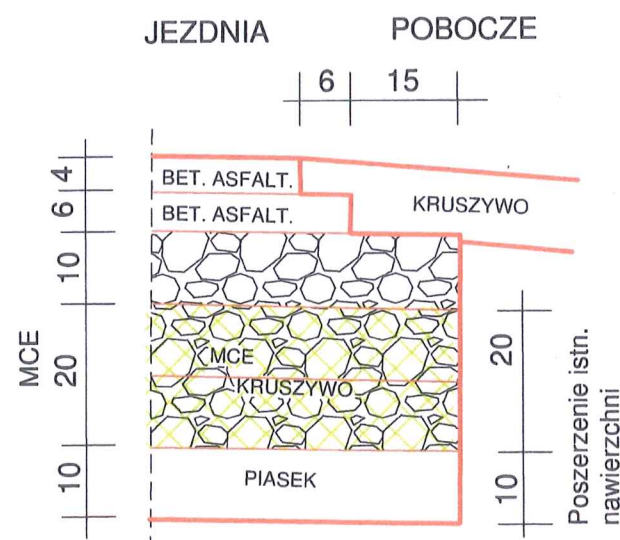 JEZDNIA POBOCZE
6 15
4
BET. ASFALT.
6
BET. ASFALT.
KRUSZYWO
10
MCE
20
MCE
KRUSZYWO
20
10
PIASEK
10
Poszerzenie istn.
nawierzchni